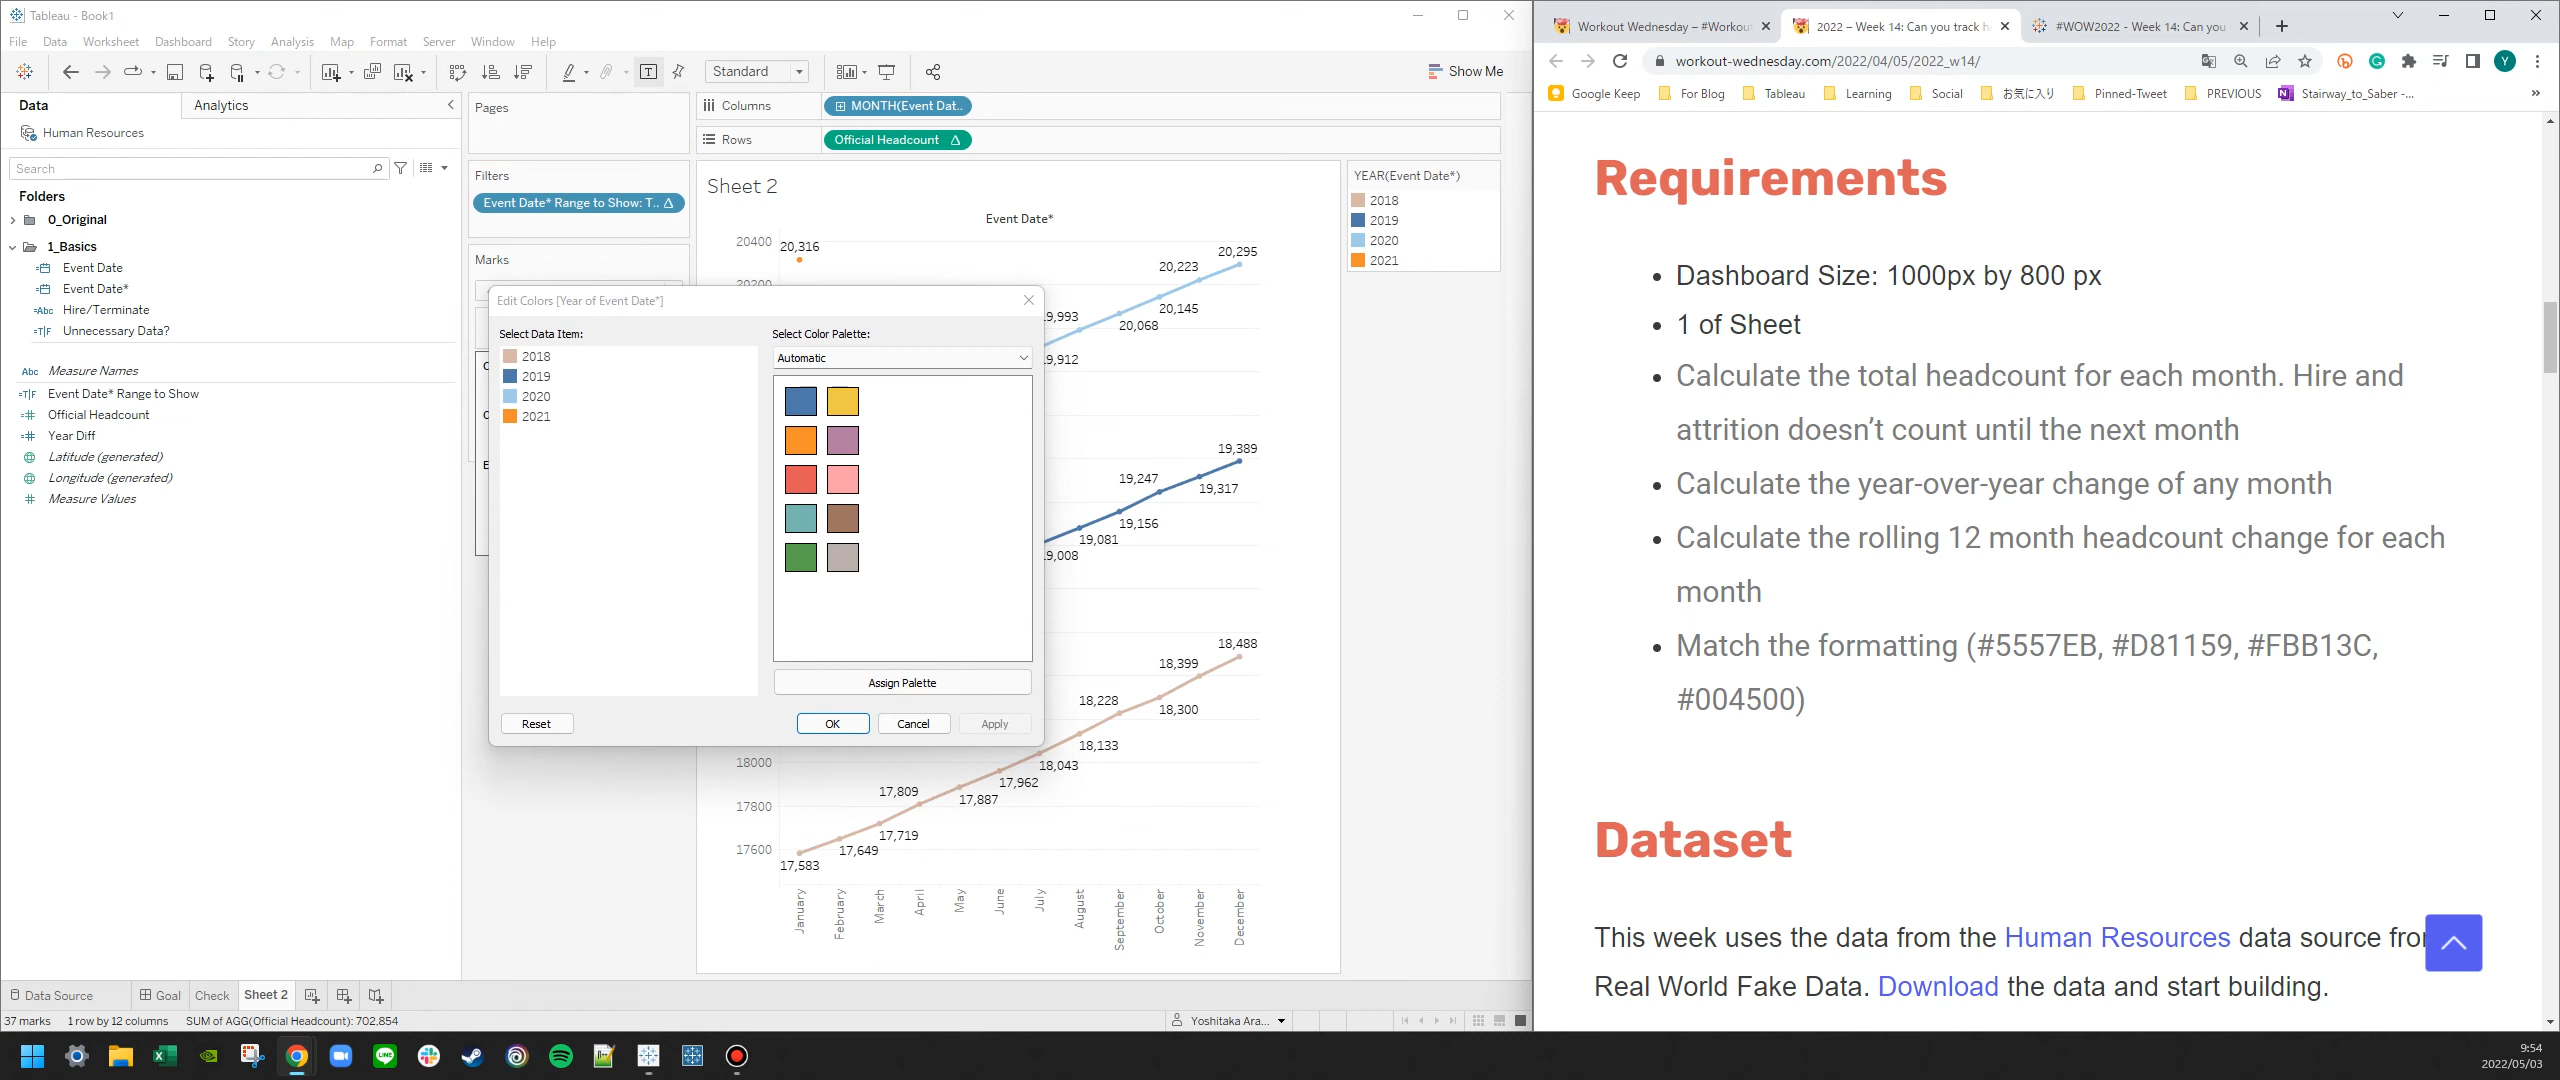 Tableau - Book1
File Data Worksheet Dashboard Story Analysis Map Format Server Window Help
Standard
Show Me
Data Analytics
Human Resources
Search
Folders
0_Original
1_Basics
Event Date
Event Date*
Abc Hire/Terminate
T|F Unnecessary Data?
Abc Measure Names
T|F Event Date* Range to Show
Official Headcount
Year Diff
Latitude (generated)
Longitude (generated)
Measure Values
Pages
Filters
Event Date* Range to Show: T..
Marks
Columns MONTH(Event Dat..
Rows Official Headcount
Sheet 2
Event Date*
20400
20200
18000
17800
17600
20,316
20,295
20,223
20,145
20,068
9,993
9,912
19,389
19,317
19,247
19,156
19,081
9,008
18,488
18,399
18,300
18,228
18,133
18,043
17,962
17,887
17,809
17,719
17,649
17,583
January
February
March
April
May
June
July
August
September
October
November
December
YEAR(Event Date*)
2018
2019
2020
2021
Edit Colors [Year of Event Date*]
Select Data Item:
2018
2019
2020
2021
Select Color Palette:
Automatic
Assign Palette
Reset OK Cancel Apply
Data Source Goal Check Sheet 2
37 marks 1 row by 12 columns SUM of AGG(Official Headcount): 702,854
Yoshitaka Ara...
Workout Wednesday – #Workou
2022 – Week 14: Can you track h
#WOW2022 - Week 14: Can you
workout-wednesday.com/2022/04/05/2022_w14/
Y
Google Keep For Blog Tableau Learning Social お気に入り Pinned-Tweet PREVIOUS Stairway_to_Saber -...
Requirements
• Dashboard Size: 1000px by 800 px
• 1 of Sheet
• Calculate the total headcount for each month. Hire and
attrition doesn’t count until the next month
• Calculate the year-over-year change of any month
• Calculate the rolling 12 month headcount change for each
month
• Match the formatting (#5557EB, #D81159, #FBB13C,
#004500)
Dataset
This week uses the data from the Human Resources data source fro
Real World Fake Data. Download the data and start building.
9:54
2022/05/03